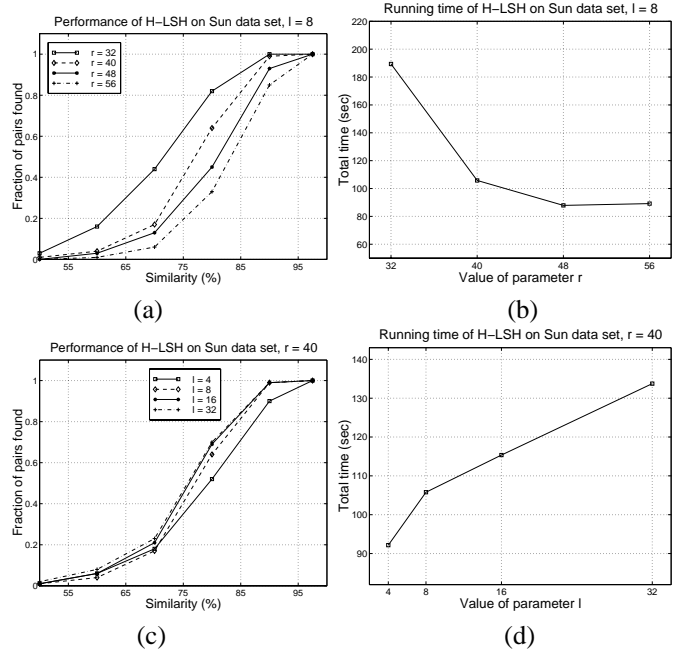 Performance of H−LSH on Sun data set, l = 8
Fraction of pairs found
1
0.8
0.6
0.4
0.2
0
r = 32
r = 40
r = 48
r = 56
55 65 75 85 95
Similarity (%)
(a)
Running time of H−LSH on Sun data set, l = 8
Total time (sec)
220
200
180
160
140
120
100
80
60
32 40 48 56
Value of parameter r
(b)
Performance of H−LSH on Sun data set, r = 40
Fraction of pairs found
1
0.8
0.6
0.4
0.2
0
l = 4
l = 8
l = 16
l = 32
55 65 75 85 95
Similarity (%)
(c)
Running time of H−LSH on Sun data set, r = 40
Total time (sec)
140
130
120
110
100
90
4 8 16 32
Value of parameter l
(d)